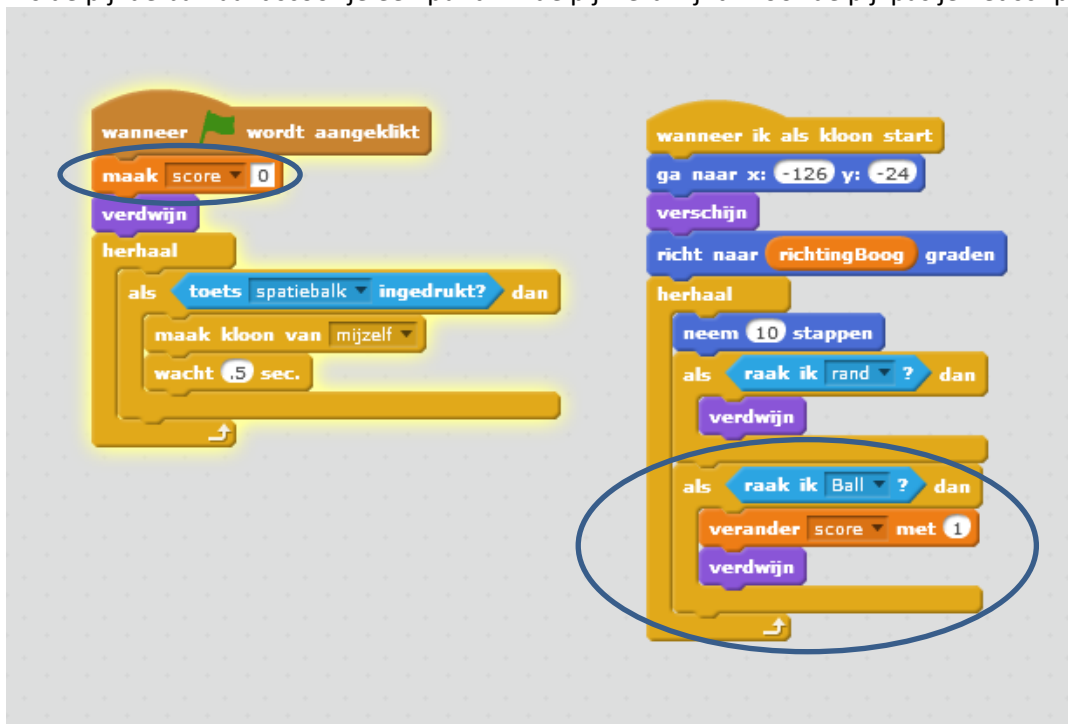 wanneer wordt aangeklikt
maak score 0
verdwijn
herhaal
als toets spatiebalk ingedrukt? dan
maak kloon van mijzelf
wacht .5 sec.
wanneer ik als kloon start
ga naar x: -126 y: -24
verschijn
richt naar richtingBoog graden
herhaal
neem 10 stappen
als raak ik rand ? dan
verdwijn
als raak ik Ball ? dan
verander score met 1
verdwijn